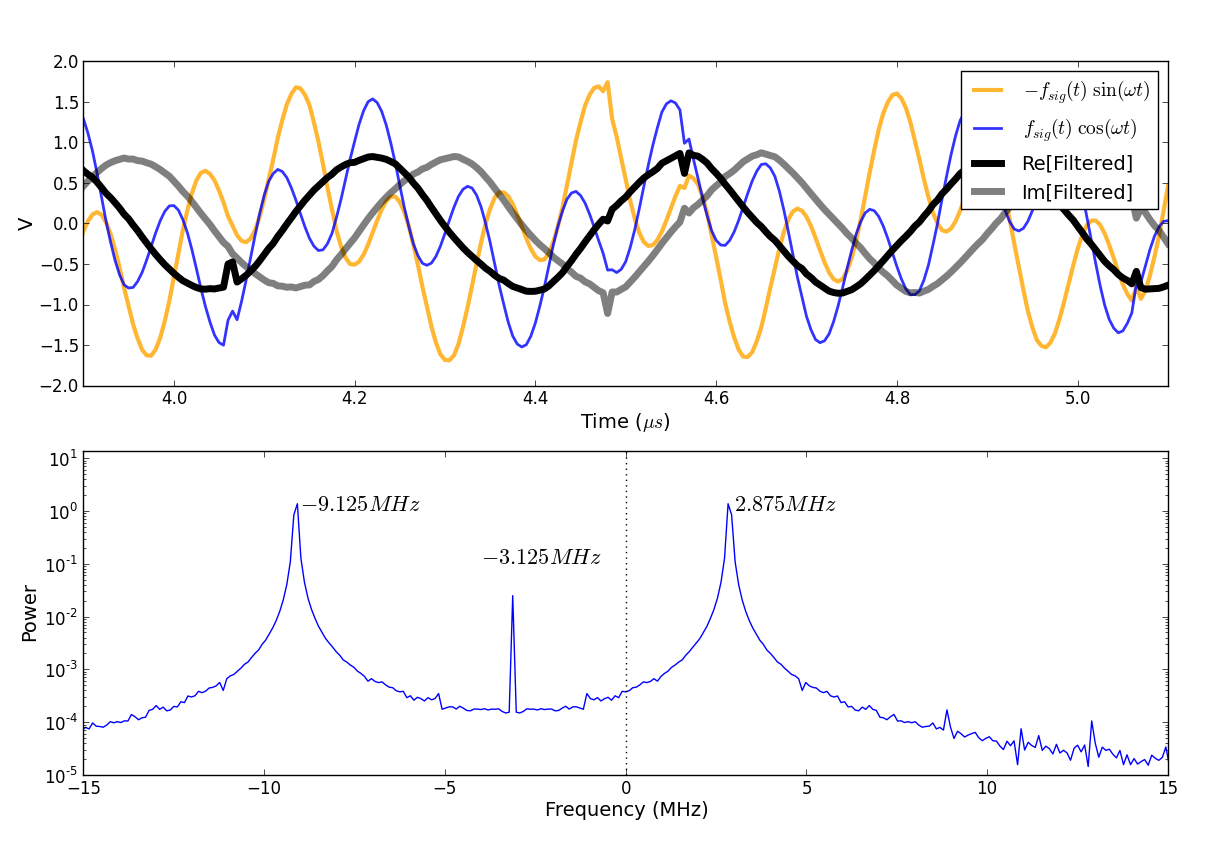 2.0
1.5
1.0
0.5
0.0
−0.5
−1.0
−1.5
−2.0
V
−f_sig(t) sin(ωt)
f_sig(t) cos(ωt)
Re[Filtered]
Im[Filtered]
4.0 4.2 4.4 4.6 4.8 5.0
Time (μs)
10^1
10^0
10^-1
10^-2
10^-3
10^-4
10^-5
Power
−9.125MHz
2.875MHz
−3.125MHz
−15 −10 −5 0 5 10 15
Frequency (MHz)